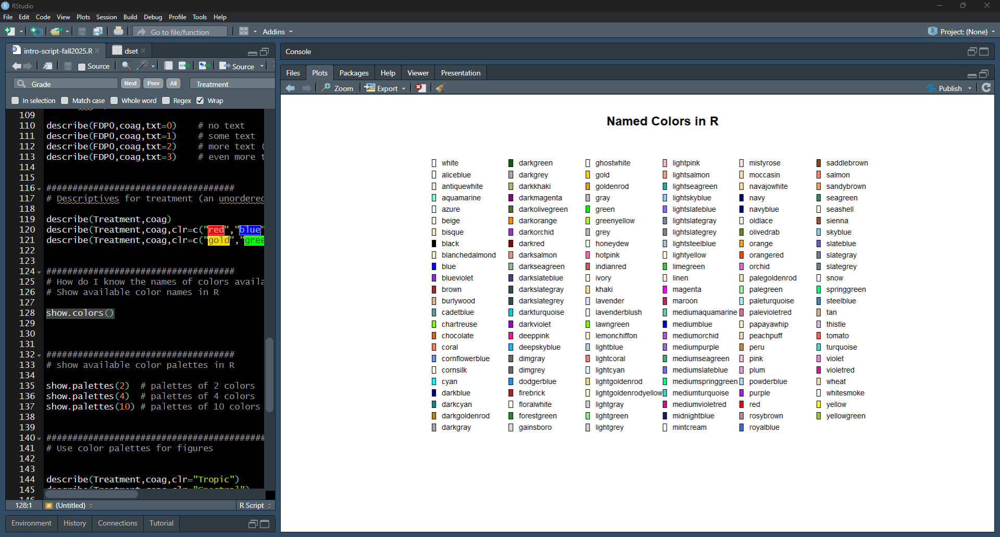 RStudio
File Edit Code View Plots Session Build Debug Profile Tools Help
Go to file/function Addins Project: (None)
intro-script-fall2025.R dset
Source Source
Grade Next Prev All Treatment
In selection Match case Whole word Regex Wrap
109
110 describe(FDPO,coag,txt=0) # no text
111 describe(FDPO,coag,txt=1) # some text
112 describe(FDPO,coag,txt=2) # more text (
113 describe(FDPO,coag,txt=3) # even more t
114
115
116 ####################################
117 # Descriptives for treatment (an unordered
118
119 describe(Treatment,coag)
120 describe(Treatment,coag,clr=c("red","blue"
121 describe(Treatment,coag,clr=c("gold","gree
122
123
124 ####################################
125 # How do I know the names of colors availa
126 # Show available color names in R
127
128 show.colors()
129
130
131
132 ####################################
133 # show available color palettes in R
134
135 show.palettes(2) # palettes of 2 colors
136 show.palettes(4) # palettes of 4 colors
137 show.palettes(10) # palettes of 10 colors
138
139
140 ##########################################
141 # Use color palettes for figures
142
143
144 describe(Treatment,coag,clr="Tropic")
145
128:1 # (Untitled) R Script
Environment History Connections Tutorial
Console
Files Plots Packages Help Viewer Presentation
Zoom Export Publish
Named Colors in R
white darkgreen ghostwhite lightpink mistyrose saddlebrown
aliceblue darkgrey gold lightsalmon moccasin salmon
antiquewhite darkkhaki goldenrod lightseagreen navajowhite sandybrown
aquamarine darkmagenta gray lightskyblue navy seagreen
azure darkolivegreen green lightslateblue navyblue seashell
beige darkorange greenyellow lightslategray oldlace sienna
bisque darkorchid grey lightslategrey olivedrab skyblue
black darkred honeydew lightsteelblue orange slateblue
blanchedalmond darksalmon hotpink lightyellow orangered slategray
blue darkseagreen indianred limegreen orchid slategrey
blueviolet darkslateblue ivory linen palegoldenrod snow
brown darkslategray khaki magenta palegreen springgreen
burlywood darkslategrey lavender maroon paleturquoise steelblue
cadetblue darkturquoise lavenderblush mediumaquamarine palevioletred tan
chartreuse darkviolet lawngreen mediumblue papayawhip thistle
chocolate deeppink lemonchiffon mediumorchid peachpuff tomato
coral deepskyblue lightblue mediumpurple peru turquoise
cornflowerblue dimgray lightcoral mediumseagreen pink violet
cornsilk dimgrey lightcyan mediumslateblue plum violetred
cyan dodgerblue lightgoldenrod mediumspringgreen powderblue wheat
darkblue firebrick lightgoldenrodyellow mediumturquoise purple whitesmoke
darkcyan floralwhite lightgray mediumvioletred red yellow
darkgoldenrod forestgreen lightgreen midnightblue rosybrown yellowgreen
darkgray gainsboro lightgrey mintcream royalblue